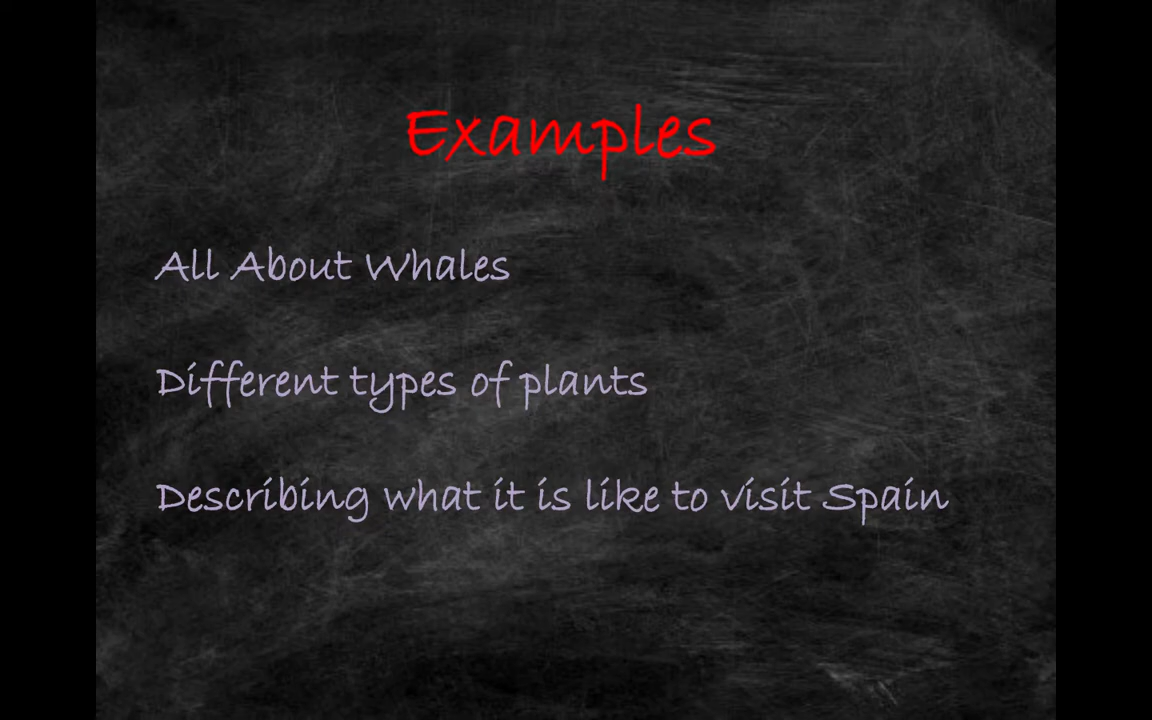 Examples
All About Whales
Different types of plants
Describing what it is like to visit Spain